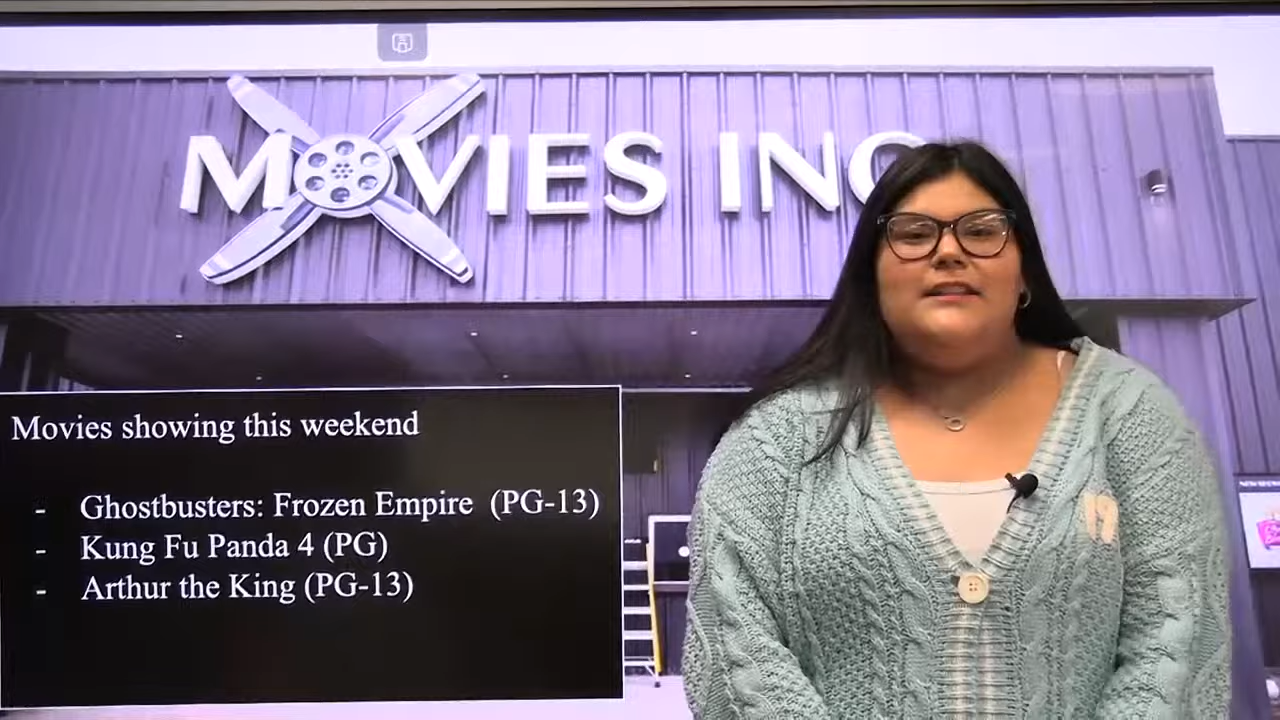 MOVIES INC
Movies showing this weekend
- Ghostbusters: Frozen Empire (PG-13)
- Kung Fu Panda 4 (PG)
- Arthur the King (PG-13)
19